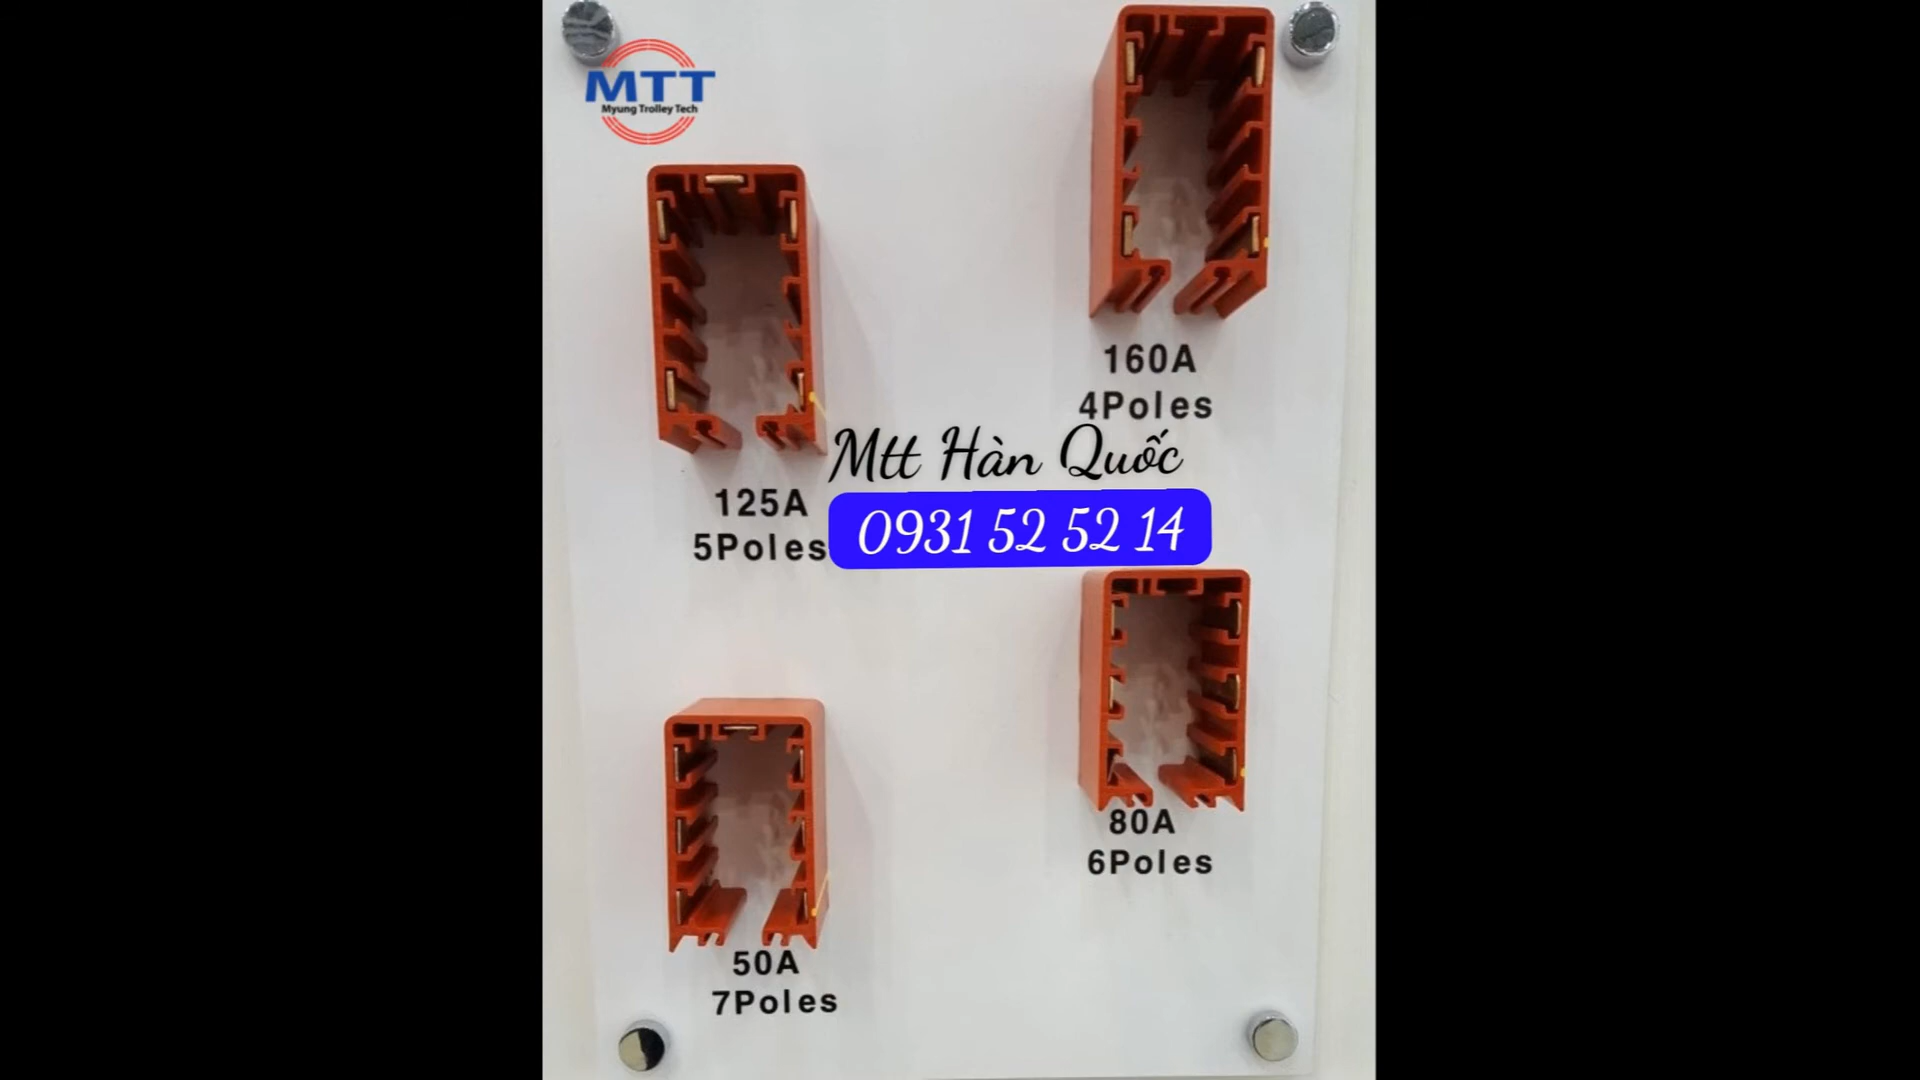 MTT
Myung Trolley Tech
160A
4Poles
Mtt Hàn Quốc
125A
5Poles
0931 52 52 14
80A
6Poles
50A
7Poles